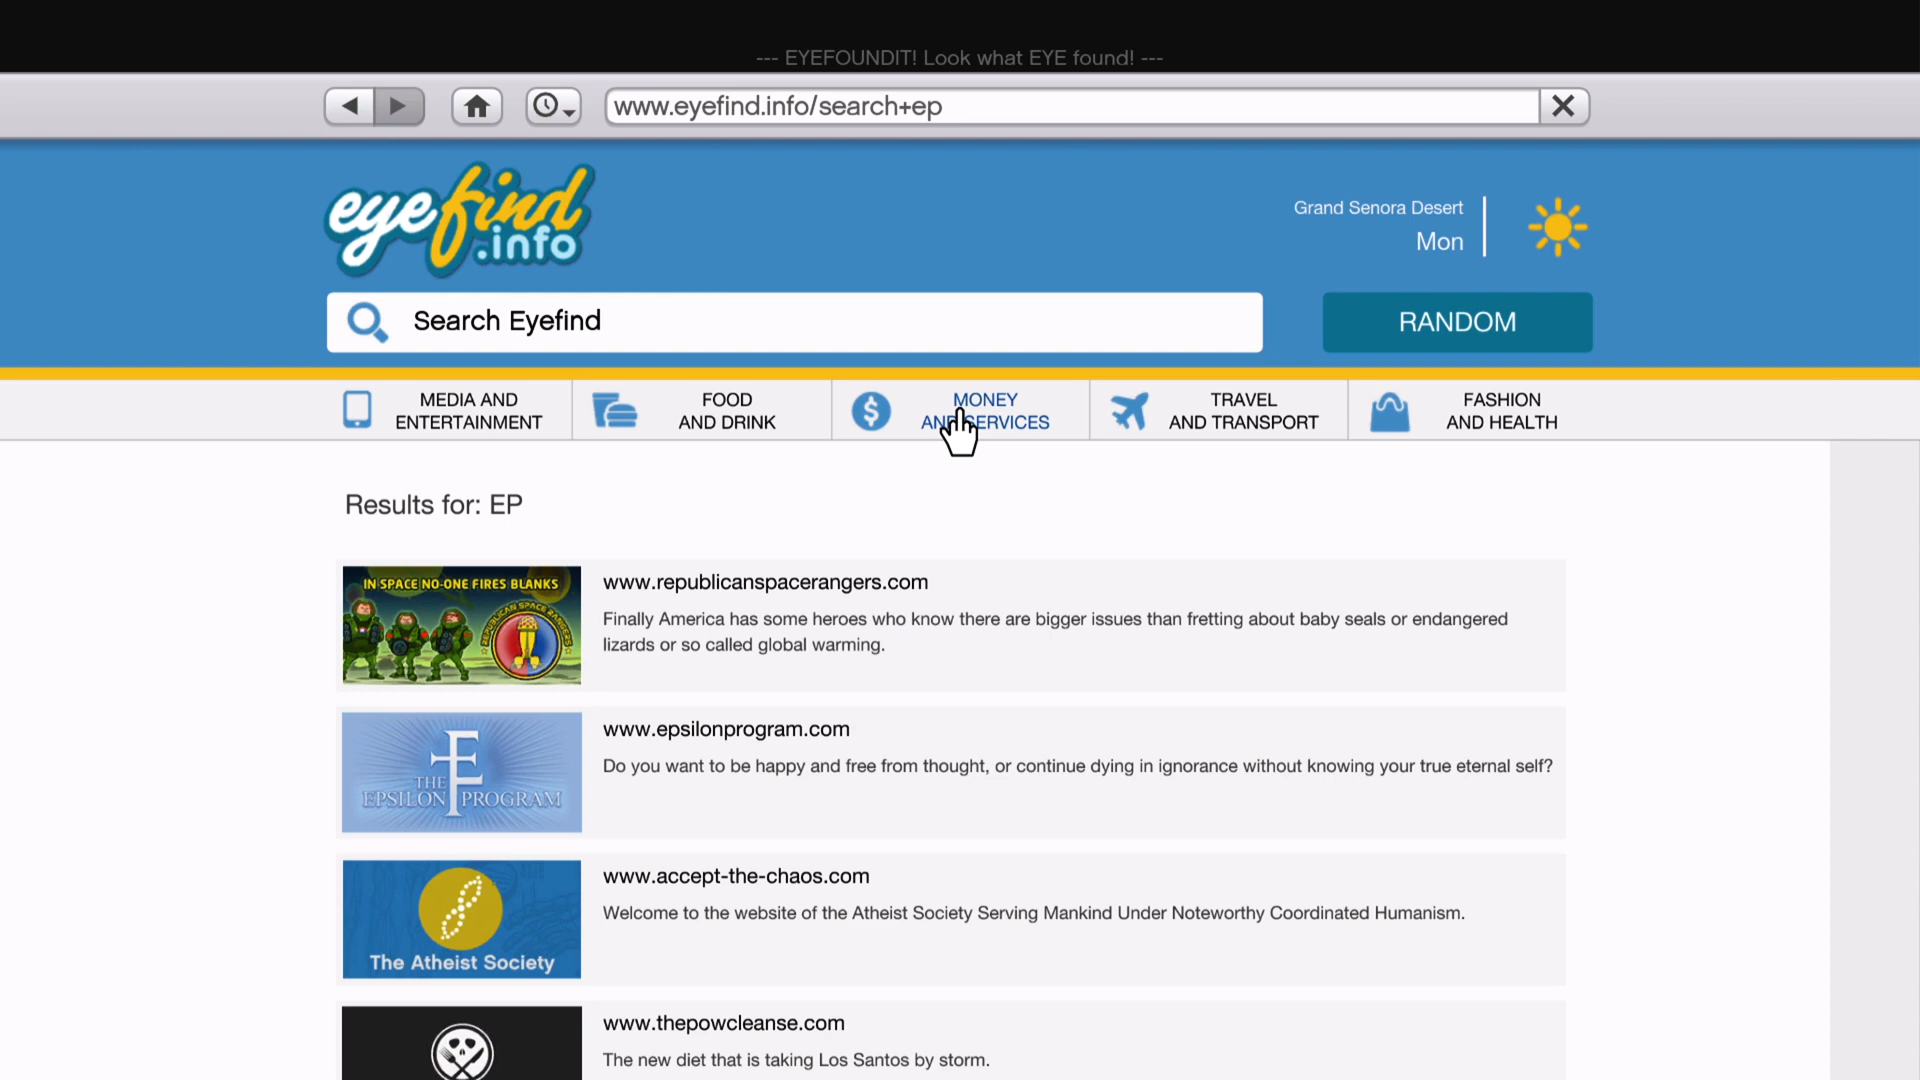 --- EYEFOUNDIT! Look what EYE found! ---
www.eyefind.info/search+ep
eyefind
.info
Grand Senora Desert
Mon
Search Eyefind
RANDOM
MEDIA AND
ENTERTAINMENT
FOOD
AND DRINK
MONEY
AND SERVICES
TRAVEL
AND TRANSPORT
FASHION
AND HEALTH
Results for: EP
IN SPACE NO-ONE FIRES BLANKS
REPUBLICAN SPACE RANGERS
www.republicanspacerangers.com
Finally America has some heroes who know there are bigger issues than fretting about baby seals or endangered
lizards or so called global warming.
THE
EPSILON PROGRAM
www.epsilonprogram.com
Do you want to be happy and free from thought, or continue dying in ignorance without knowing your true eternal self?
The Atheist Society
www.accept-the-chaos.com
Welcome to the website of the Atheist Society Serving Mankind Under Noteworthy Coordinated Humanism.
www.thepowcleanse.com
The new diet that is taking Los Santos by storm.